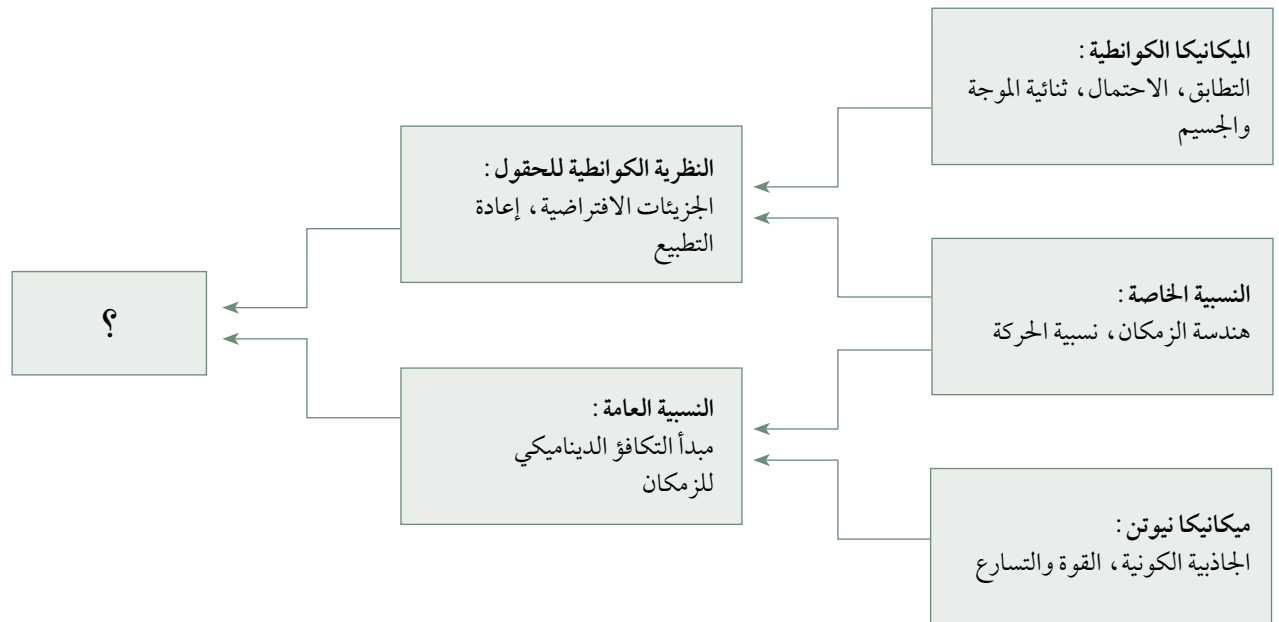 الميكانيكا الكوانطية :
التطابق، الاحتمال، ثنائية الموجة
والجسيم
النسبية الخاصة :
هندسة الزمكان، نسبية الحركة
ميكانيكا نيوتن :
الجاذبية الكونية، القوة والتسارع
النظرية الكوانطية للحقول :
الجزيئات الافتراضية، إعادة
التطبيع
النسبية العامة :
مبدأ التكافؤ الديناميكي
للزمكان
؟